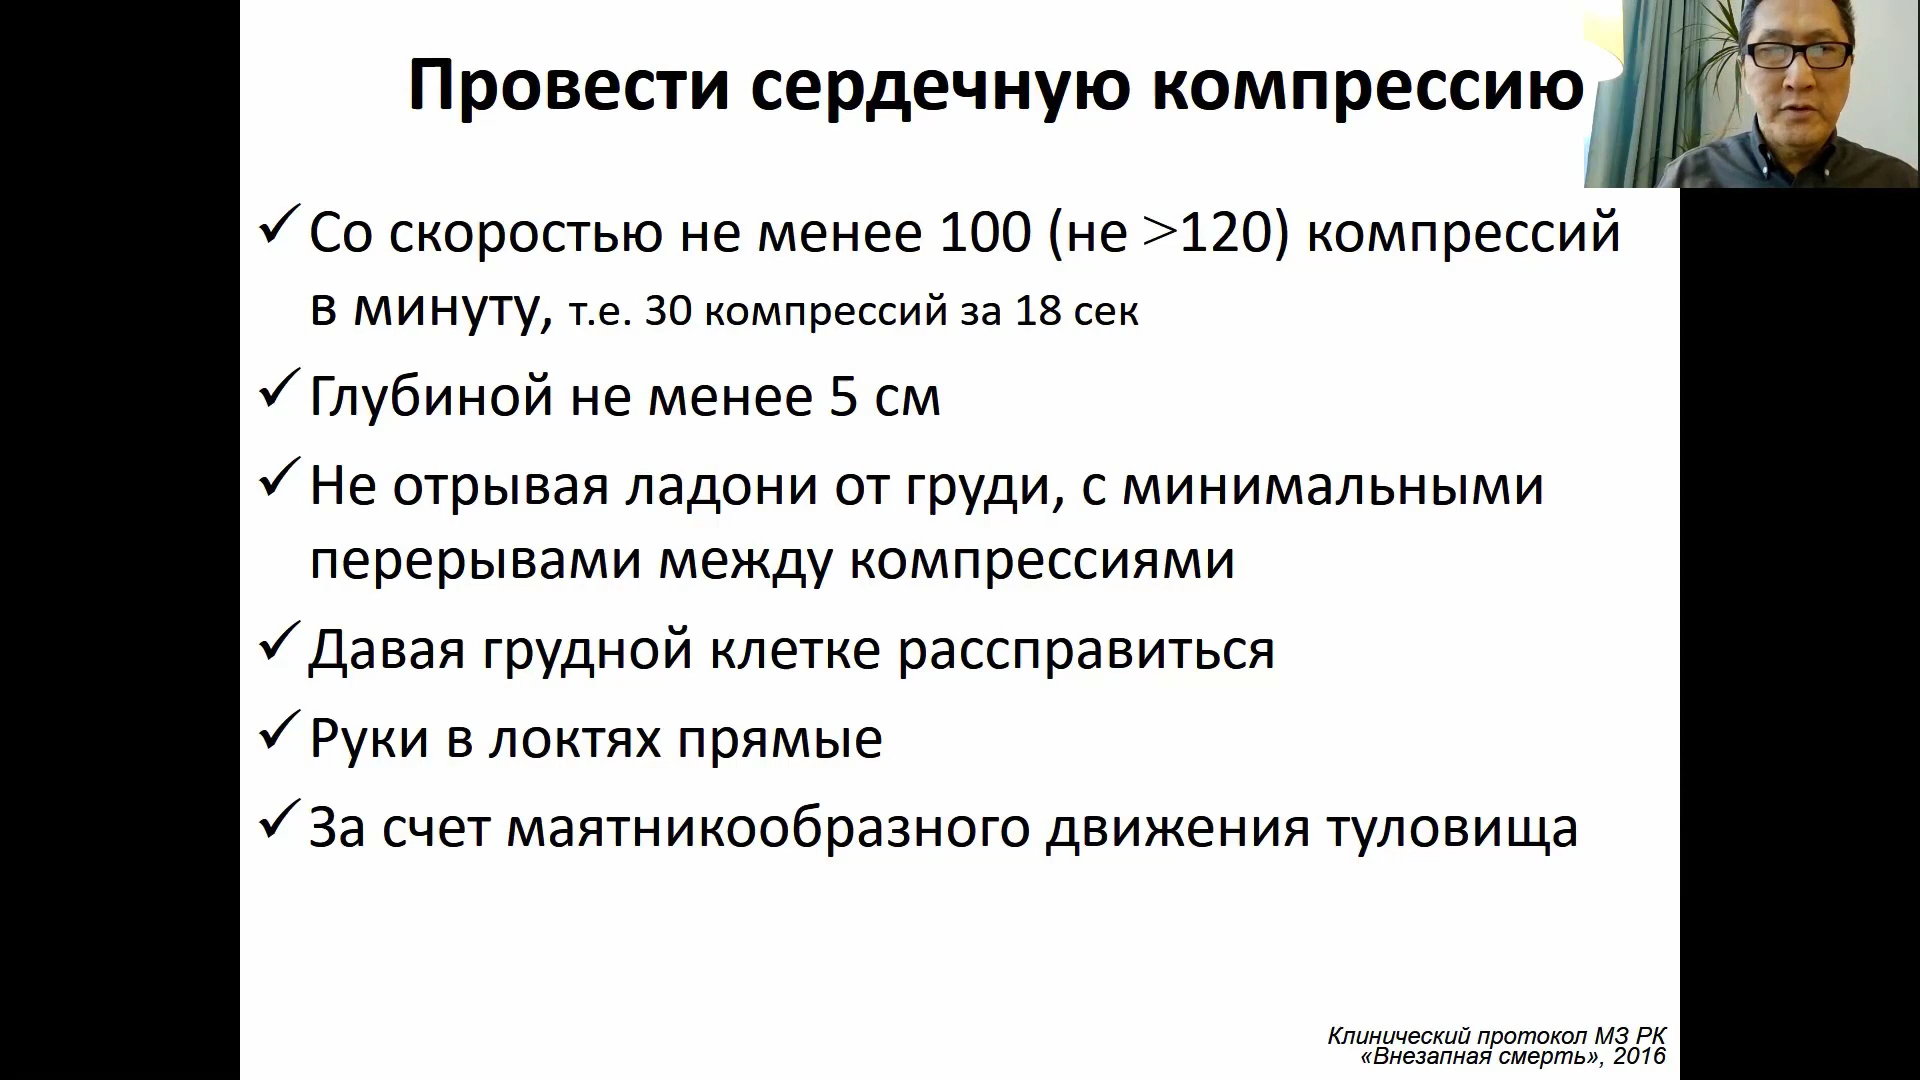 Провести сердечную компрессию
✓ Со скоростью не менее 100 (не >120) компрессий
в минуту, т.е. 30 компрессий за 18 сек
✓ Глубиной не менее 5 см
✓ Не отрывая ладони от груди, с минимальными
перерывами между компрессиями
✓ Давая грудной клетке рассправиться
✓ Руки в локтях прямые
✓ За счет маятникообразного движения туловища
Клинический протокол МЗ РК
«Внезапная смерть», 2016